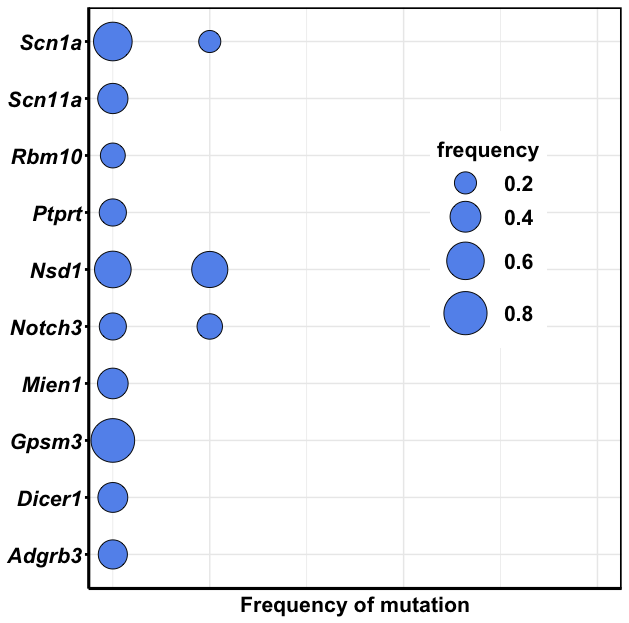 Scn1a
Scn11a
Rbm10
Ptprt
Nsd1
Notch3
Mien1
Gpsm3
Dicer1
Adgrb3
frequency
0.2
0.4
0.6
0.8
Frequency of mutation